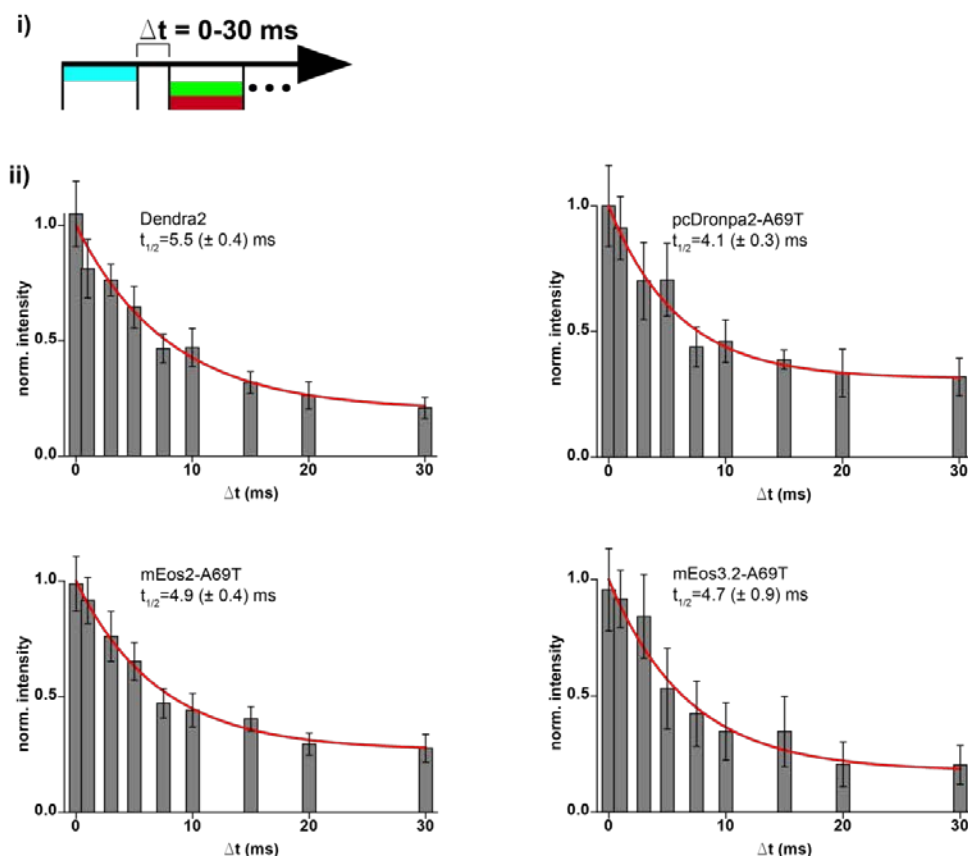 i)
Δt = 0-30 ms
ii)
norm. intensity
1.0
0.5
0.0
Dendra2
t1/2=5.5 (± 0.4) ms
0
10
20
30
Δt (ms)
norm. intensity
1.0
0.5
0.0
pcDronpa2-A69T
t1/2=4.1 (± 0.3) ms
0
10
20
30
Δt (ms)
norm. intensity
1.0
0.5
0.0
mEos2-A69T
t1/2=4.9 (± 0.4) ms
0
10
20
30
Δt (ms)
norm. intensity
1.0
0.5
0.0
mEos3.2-A69T
t1/2=4.7 (± 0.9) ms
0
10
20
30
Δt (ms)